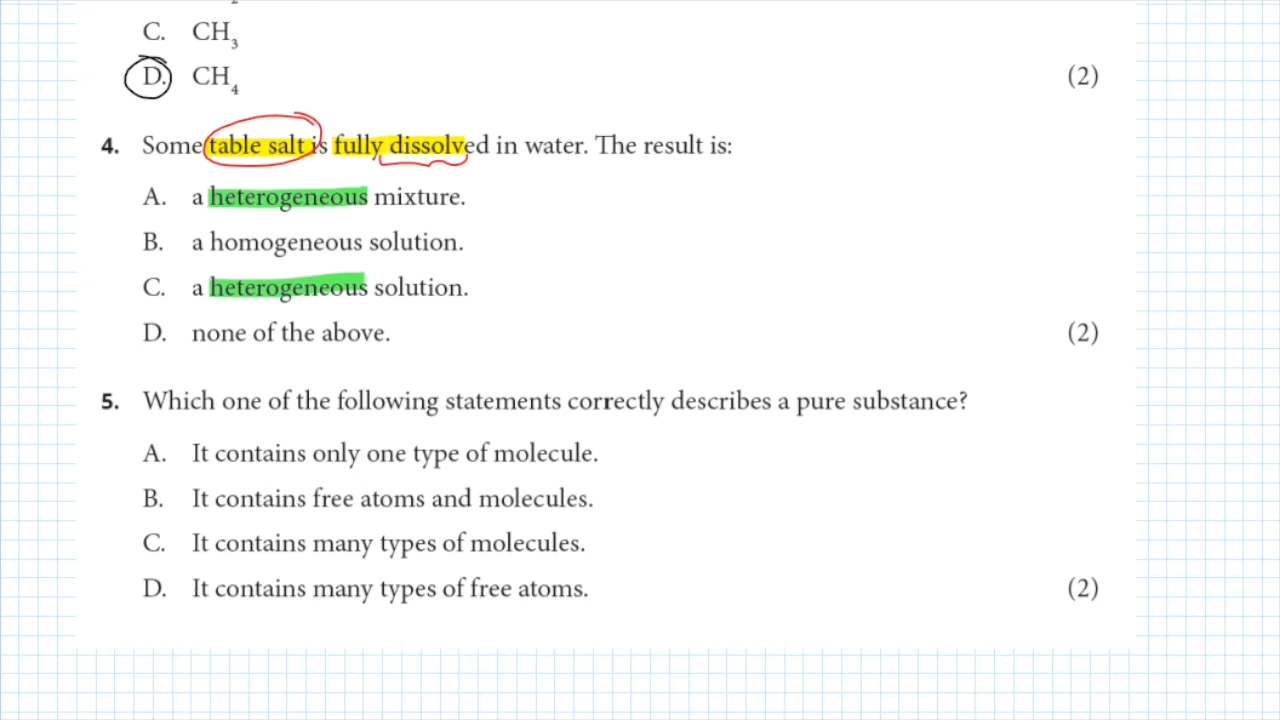 C. CH₃
D. CH₄ (2)
4. Some table salt is fully dissolved in water. The result is:
A. a heterogeneous mixture.
B. a homogeneous solution.
C. a heterogeneous solution.
D. none of the above. (2)
5. Which one of the following statements correctly describes a pure substance?
A. It contains only one type of molecule.
B. It contains free atoms and molecules.
C. It contains many types of molecules.
D. It contains many types of free atoms. (2)